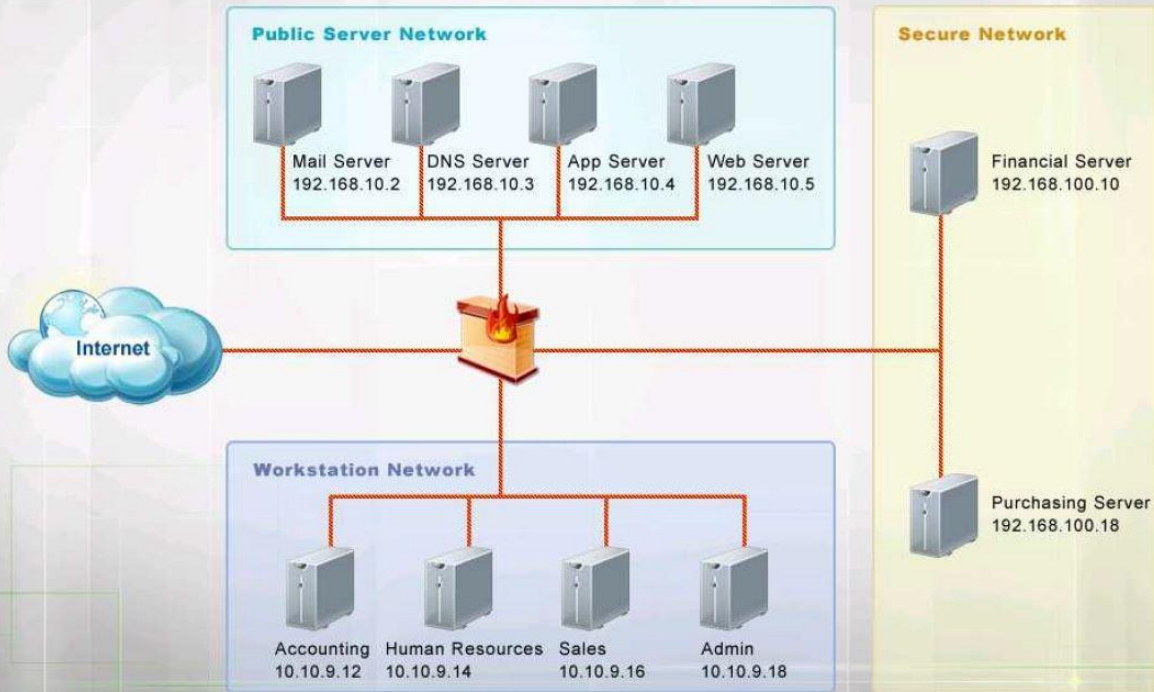 Public Server Network
Mail Server
192.168.10.2
DNS Server
192.168.10.3
App Server
192.168.10.4
Web Server
192.168.10.5
Secure Network
Financial Server
192.168.100.10
Internet
Purchasing Server
192.168.100.18
Workstation Network
Accounting
10.10.9.12
Human Resources
10.10.9.14
Sales
10.10.9.16
Admin
10.10.9.18